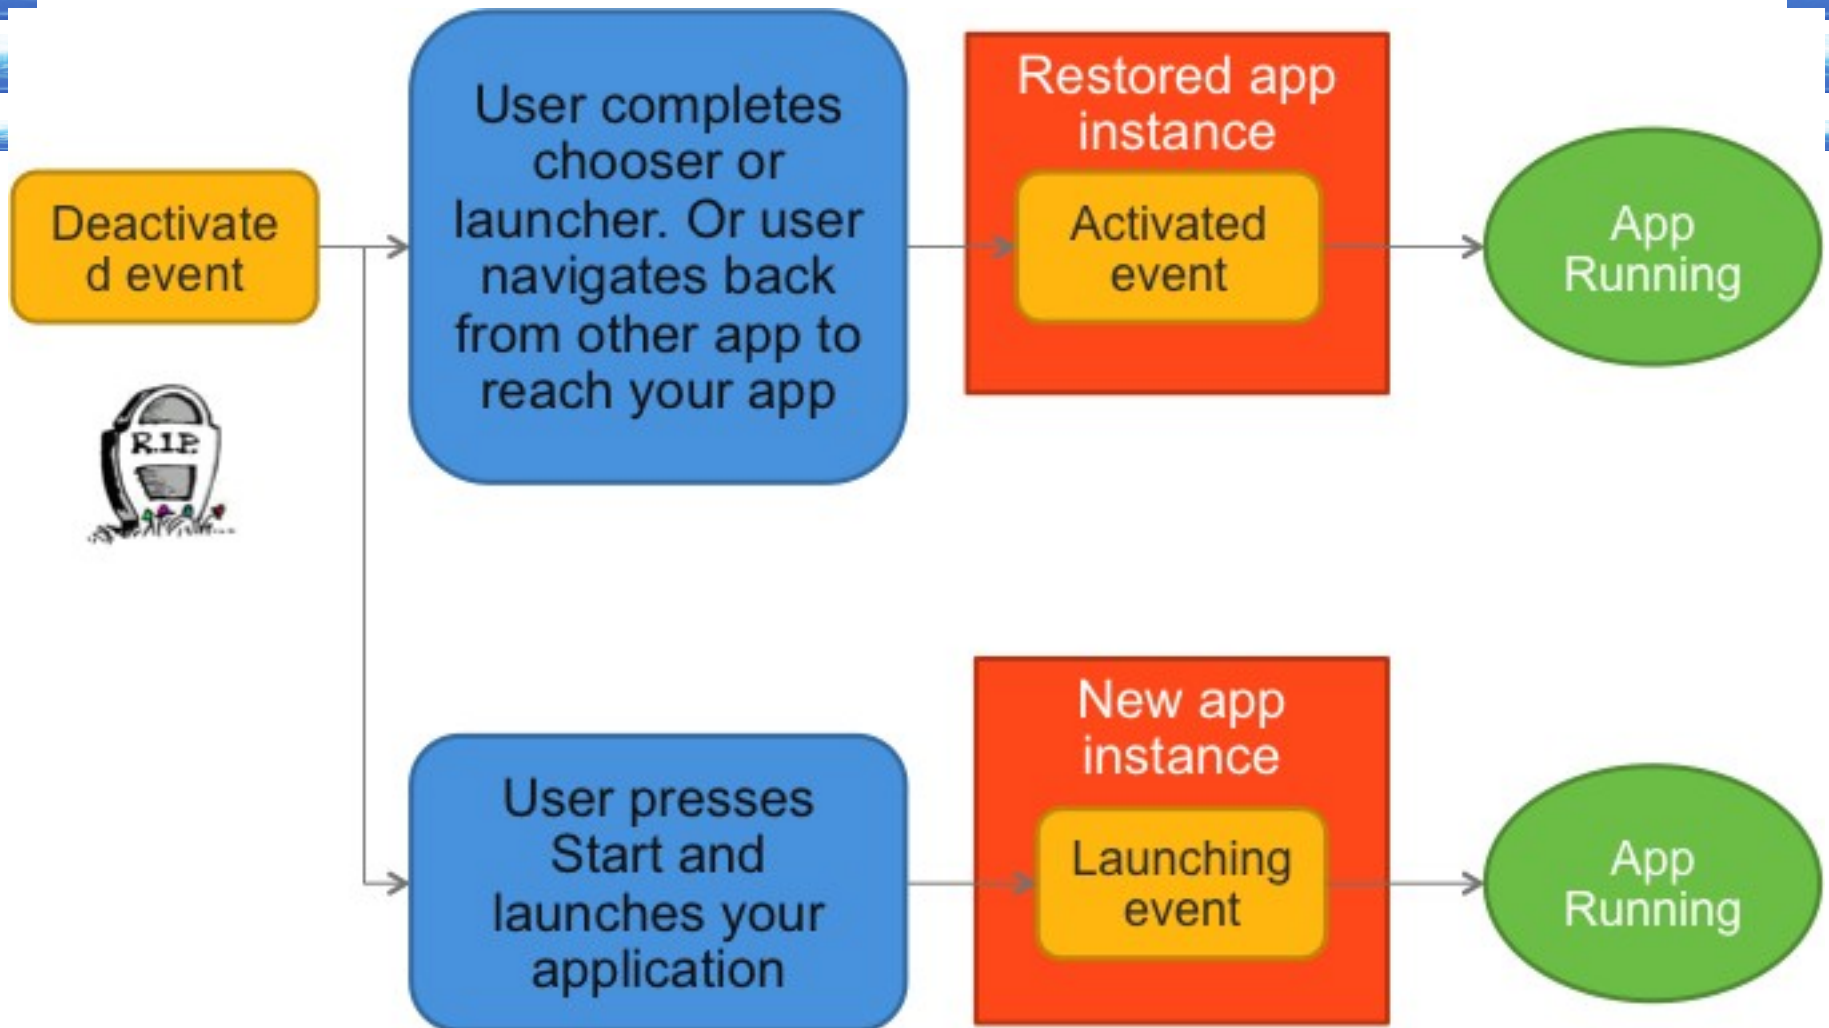 Deactivate
d event
R.I.P.
User completes
chooser or
launcher. Or user
navigates back
from other app to
reach your app
Restored app
instance
Activated
event
App
Running
User presses
Start and
launches your
application
New app
instance
Launching
event
App
Running